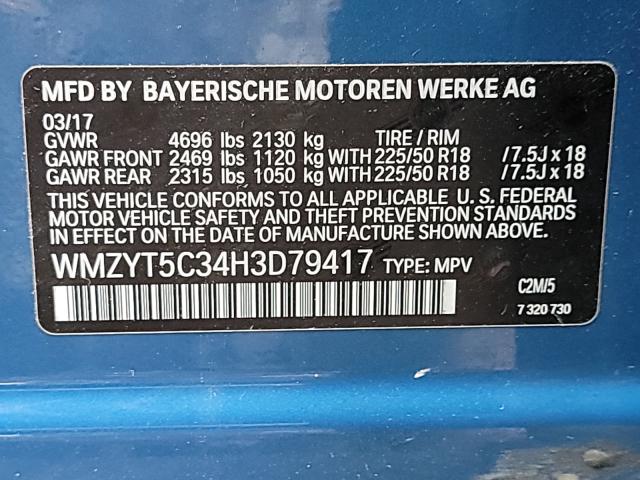 MFD BY BAYERISCHE MOTOREN WERKE AG
03/17
GVWR 4696 lbs 2130 kg TIRE / RIM
GAWR FRONT 2469 lbs 1120 kg WITH 225/50 R18 /7.5J x 18
GAWR REAR 2315 lbs 1050 kg WITH 225/50 R18 /7.5J x 18
THIS VEHICLE CONFORMS TO ALL APPLICABLE U. S. FEDERAL
MOTOR VEHICLE SAFETY AND THEFT PREVENTION STANDARDS
IN EFFECT ON THE DATE OF MANUFACTURE SHOWN ABOVE.
WMZYT5C34H3D79417 TYPE: MPV
C2M/5
7 320 730